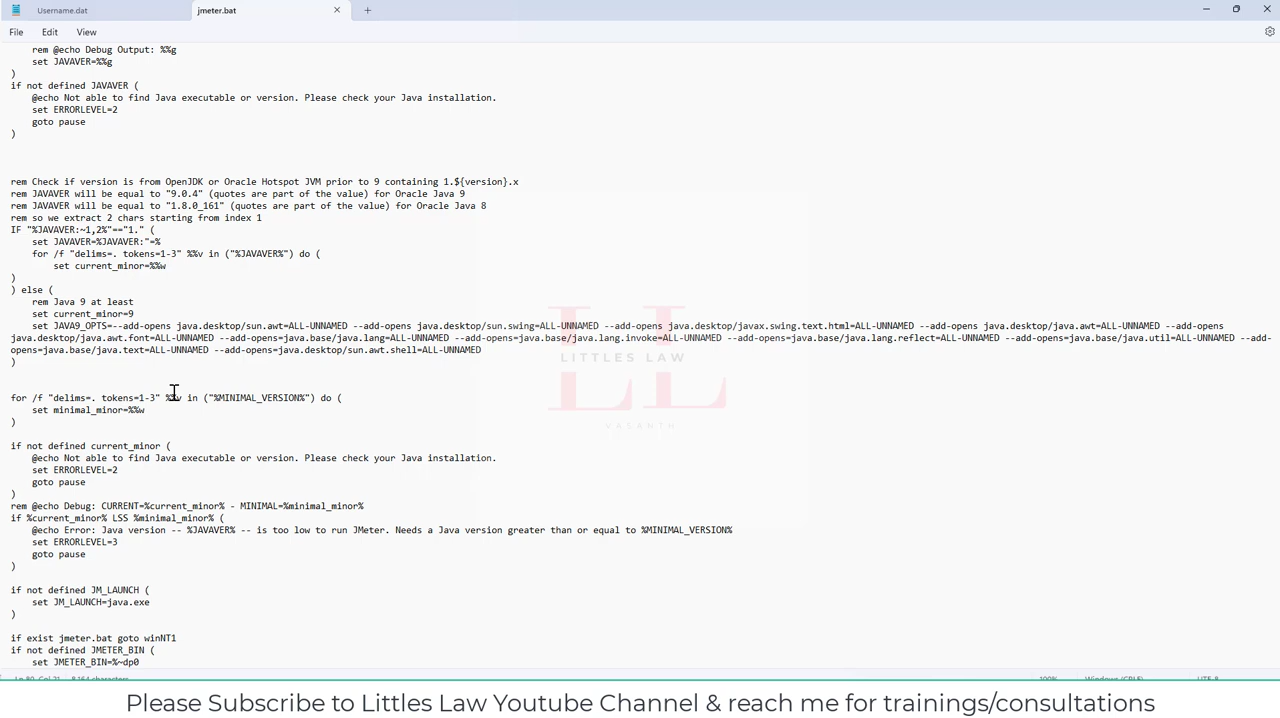 Username.dat
jmeter.bat
File Edit View
rem @echo Debug Output: %%g
set JAVAVER=%%g
)
if not defined JAVAVER (
@echo Not able to find Java executable or version. Please check your Java installation.
set ERRORLEVEL=2
goto pause
)
rem Check if version is from OpenJDK or Oracle Hotspot JVM prior to 9 containing 1.${version}.x
rem JAVAVER will be equal to "9.0.4" (quotes are part of the value) for Oracle Java 9
rem JAVAVER will be equal to "1.8.0_161" (quotes are part of the value) for Oracle Java 8
rem so we extract 2 chars starting from index 1
IF "%JAVAVER:~1,2%"=="1." (
set JAVAVER=%JAVAVER:"=%
for /f "delims=. tokens=1-3" %%v in ("%JAVAVER%") do (
set current_minor=%%w
)
) else (
rem Java 9 at least
set current_minor=9
set JAVA9_OPTS=--add-opens java.desktop/sun.awt=ALL-UNNAMED --add-opens java.desktop/sun.swing=ALL-UNNAMED --add-opens java.desktop/javax.swing.text.html=ALL-UNNAMED --add-opens java.desktop/java.awt=ALL-UNNAMED --add-opens
java.desktop/java.awt.font=ALL-UNNAMED --add-opens=java.base/java.lang=ALL-UNNAMED --add-opens=java.base/java.lang.invoke=ALL-UNNAMED --add-opens=java.base/java.lang.reflect=ALL-UNNAMED --add-opens=java.base/java.util=ALL-UNNAMED --add-
opens=java.base/java.text=ALL-UNNAMED --add-opens=java.desktop/sun.awt.shell=ALL-UNNAMED
)
LL
LITTLES LAW
LL
VASANTH
for /f "delims=. tokens=1-3" %%v in ("%MINIMAL_VERSION%") do (
set minimal_minor=%%w
)
if not defined current_minor (
@echo Not able to find Java executable or version. Please check your Java installation.
set ERRORLEVEL=2
goto pause
)
rem @echo Debug: CURRENT=%current_minor% - MINIMAL=%minimal_minor%
if %current_minor% LSS %minimal_minor% (
@echo Error: Java version -- %JAVAVER% -- is too low to run JMeter. Needs a Java version greater than or equal to %MINIMAL_VERSION%
set ERRORLEVEL=3
goto pause
)
if not defined JM_LAUNCH (
set JM_LAUNCH=java.exe
)
if exist jmeter.bat goto winNT1
if not defined JMETER_BIN (
set JMETER_BIN=%~dp0
Please Subscribe to Littles Law Youtube Channel & reach me for trainings/consultations